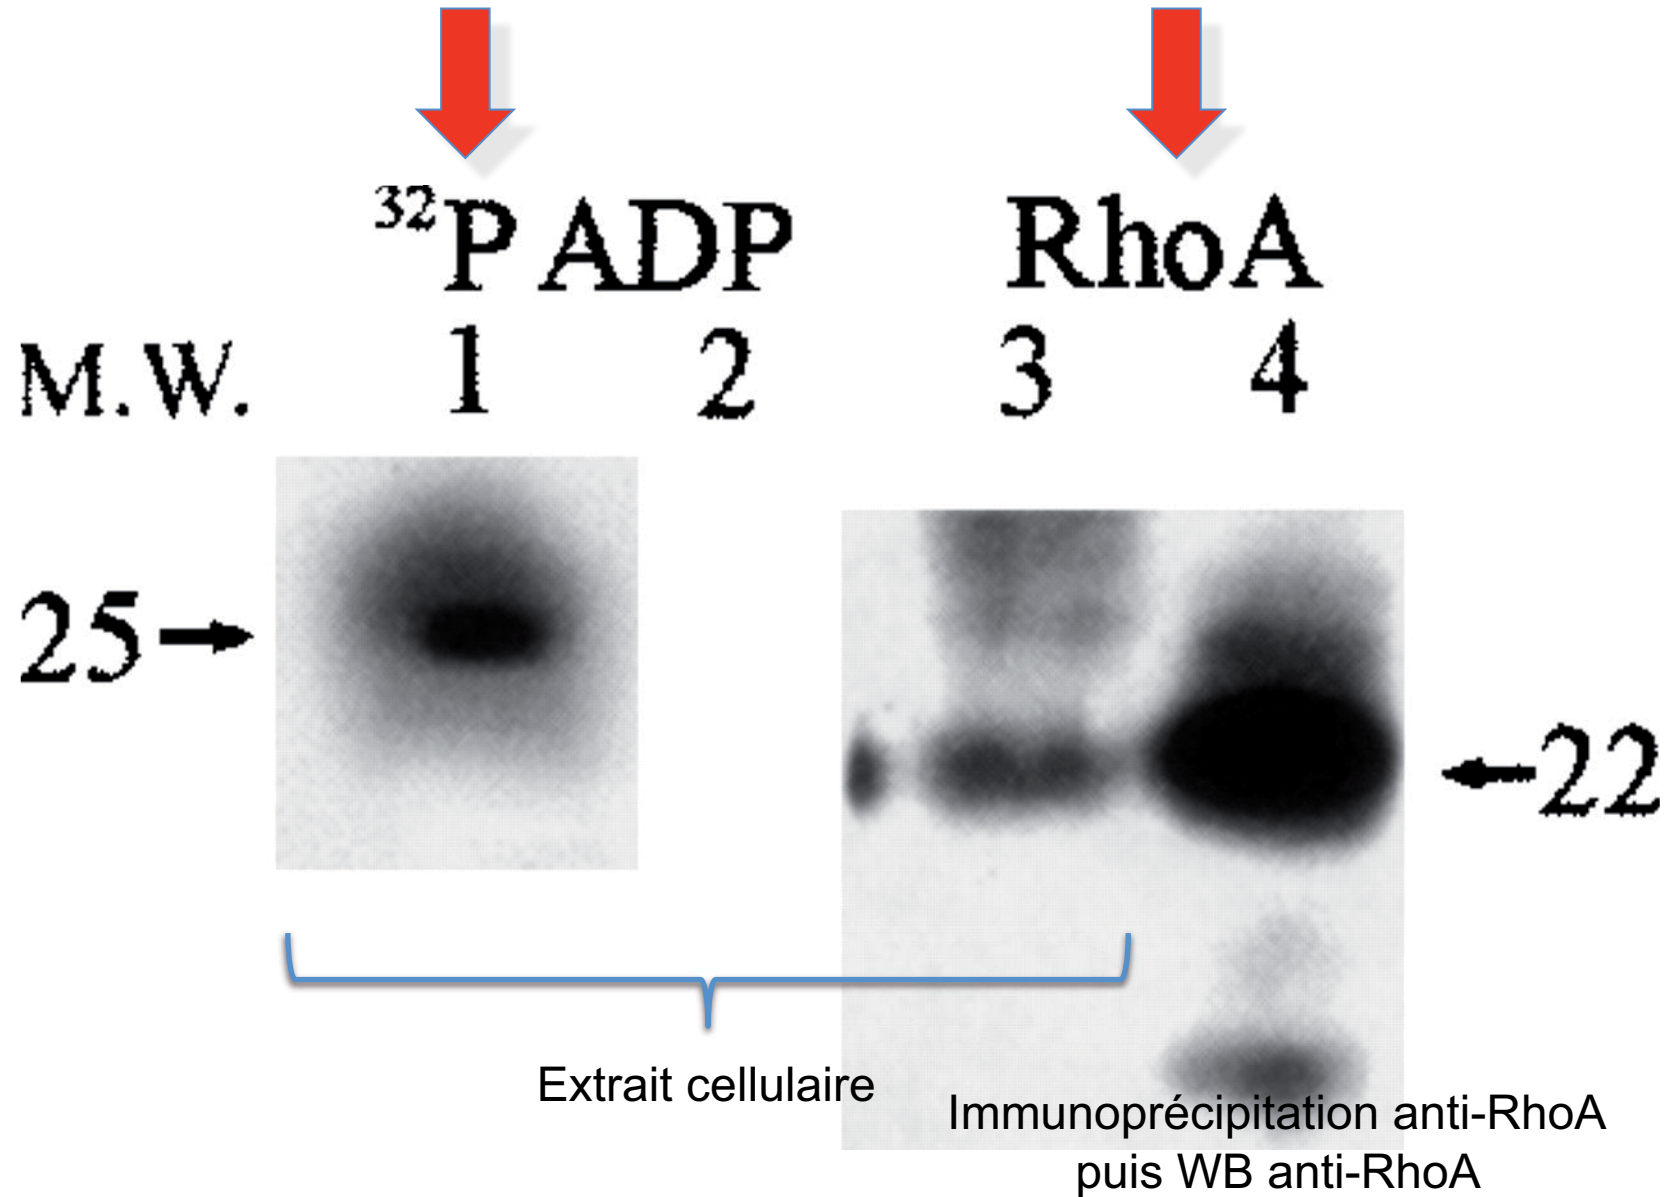 ³²P ADP RhoA
M.W. 1 2 3 4
25
22
Extrait cellulaire
Immunoprécipitation anti-RhoA
puis WB anti-RhoA